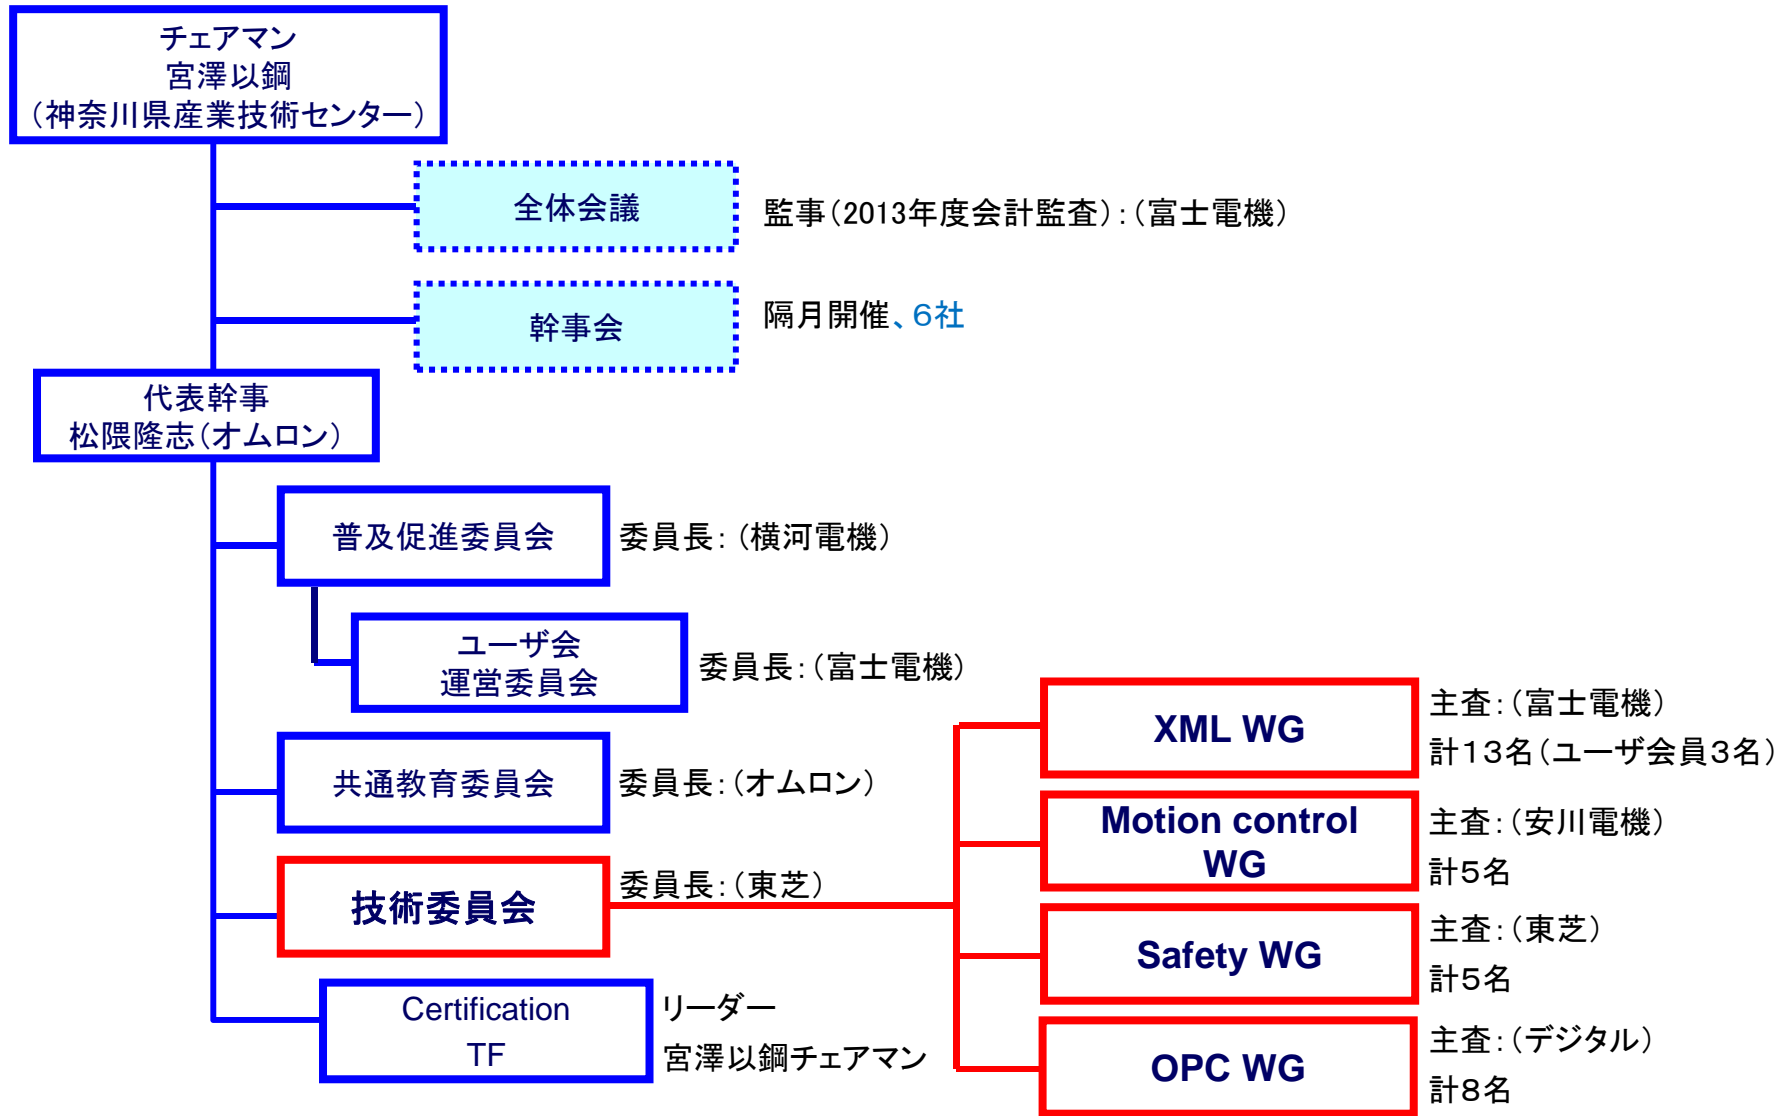 チェアマン
宮澤以鋼
（神奈川県産業技術センター）
全体会議
監事（2013年度会計監査）：（富士電機）
幹事会
隔月開催、６社
代表幹事
松隈隆志（オムロン）
普及促進委員会
委員長：（横河電機）
ユーザ会
運営委員会
委員長：（富士電機）
共通教育委員会
委員長：（オムロン）
技術委員会
委員長：（東芝）
Certification
TF
リーダー
宮澤以鋼チェアマン
XML WG
主査：（富士電機）
計１３名（ユーザ会員３名）
Motion control
WG
主査：（安川電機）
計５名
Safety WG
主査：（東芝）
計５名
OPC WG
主査：（デジタル）
計８名